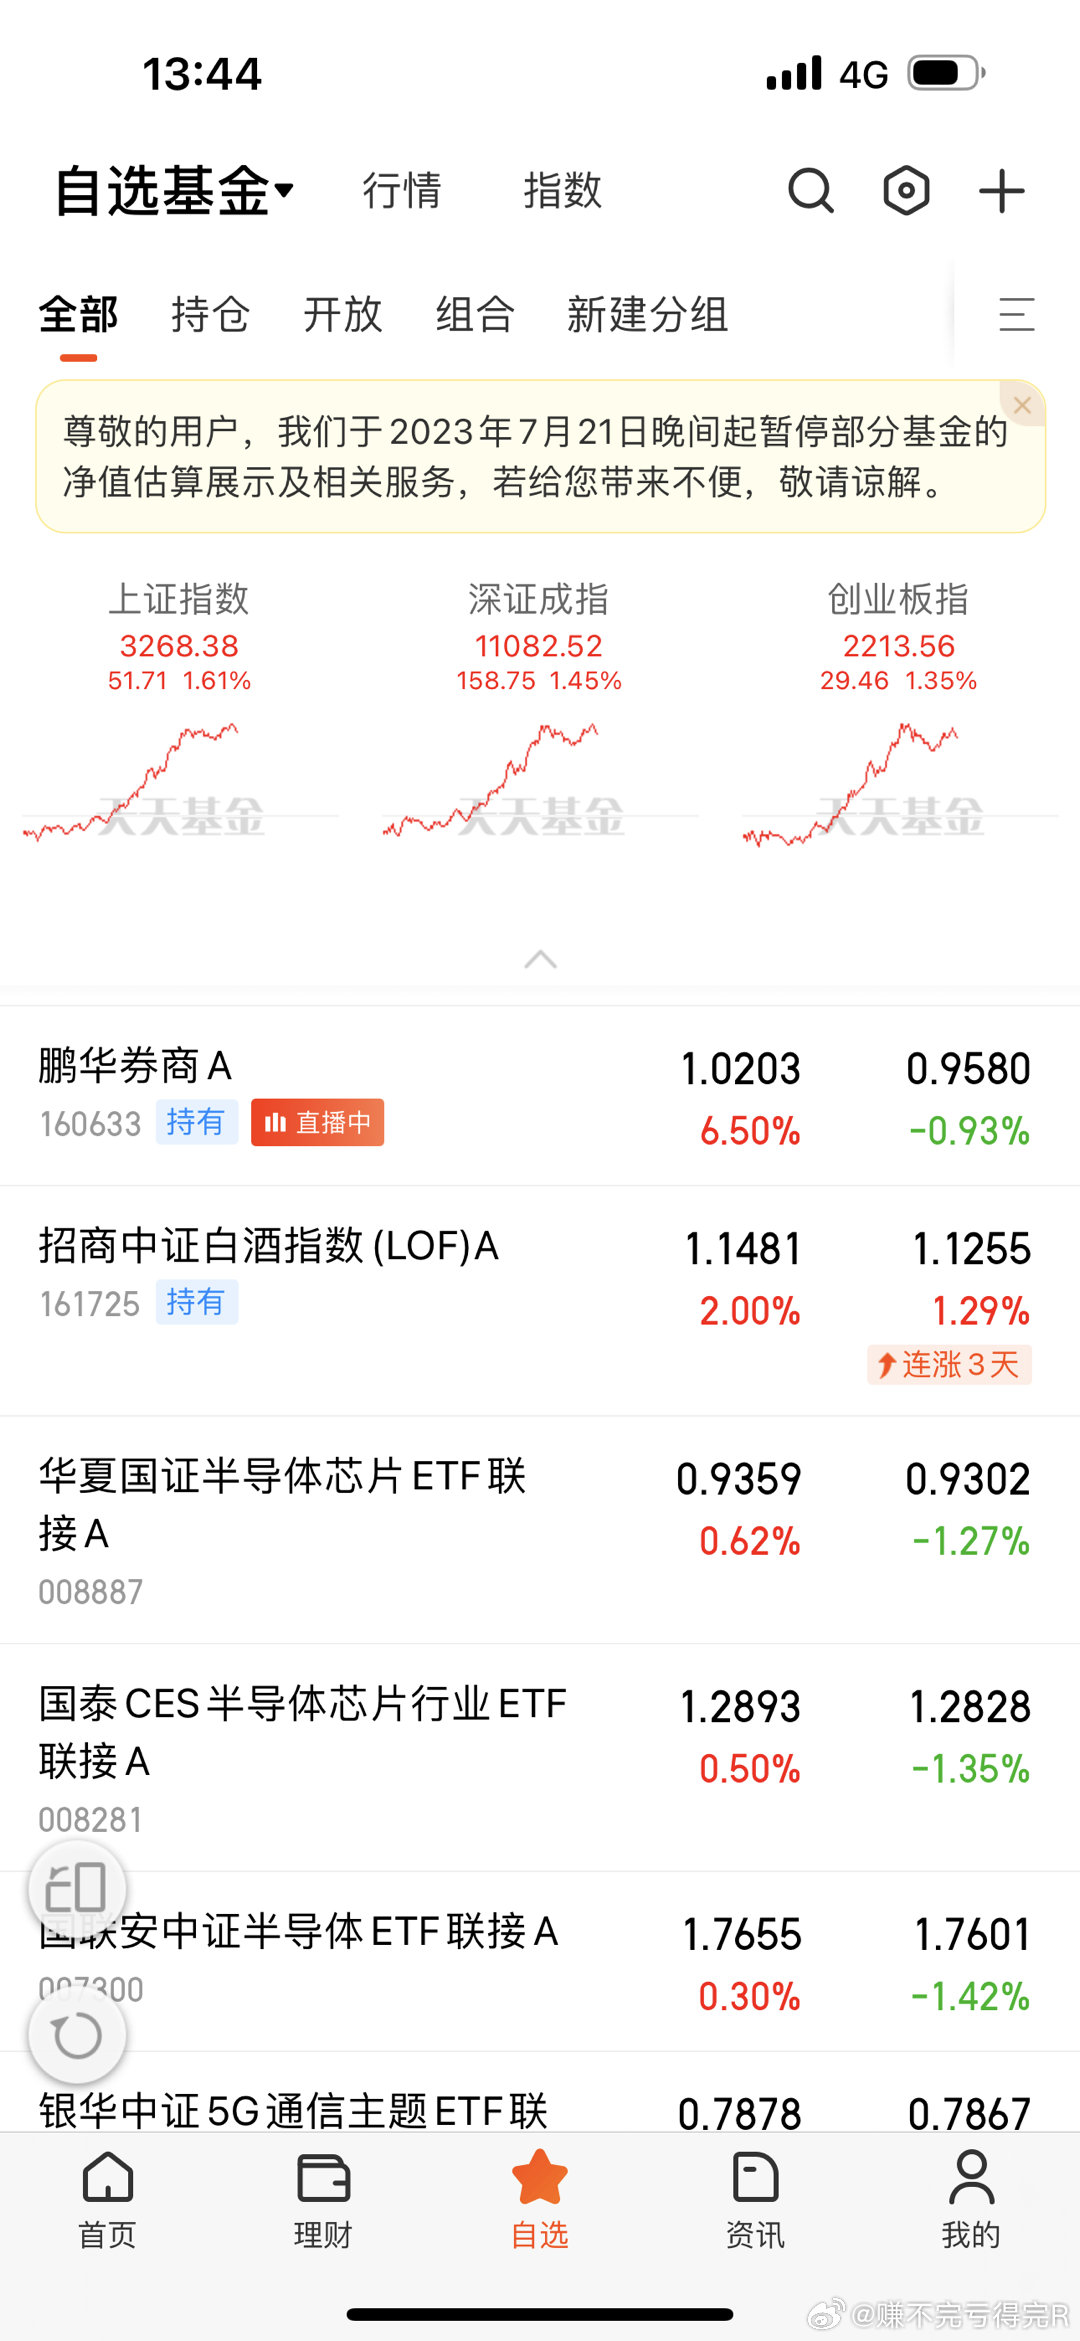 13:44
4G
自选基金
行情
指数
全部
持仓
开放
组合
新建分组
尊敬的用户，我们于2023年7月21日晚间起暂停部分基金的
净值估算展示及相关服务，若给您带来不便，敬请谅解。
上证指数
深证成指
创业板指
3268.38
11082.52
2213.56
51.71 1.61%
158.75 1.45%
29.46 1.35%
天天基金
天天基金
天天基金
鹏华券商A
1.0203
0.9580
160633
持有
直播中
6.50%
-0.93%
招商中证白酒指数(LOF)A
1.1481
1.1255
161725
持有
2.00%
1.29%
连涨3天
华夏国证半导体芯片ETF联
接A
0.9359
0.9302
0.62%
-1.27%
008887
国泰CES半导体芯片行业ETF
联接A
1.2893
1.2828
0.50%
-1.35%
008281
国联安中证半导体ETF联接A
1.7655
1.7601
007300
0.30%
-1.42%
银华中证5G通信主题ETF联
0.7878
0.7867
首页
理财
自选
资讯
我的
@赚不完亏得完R